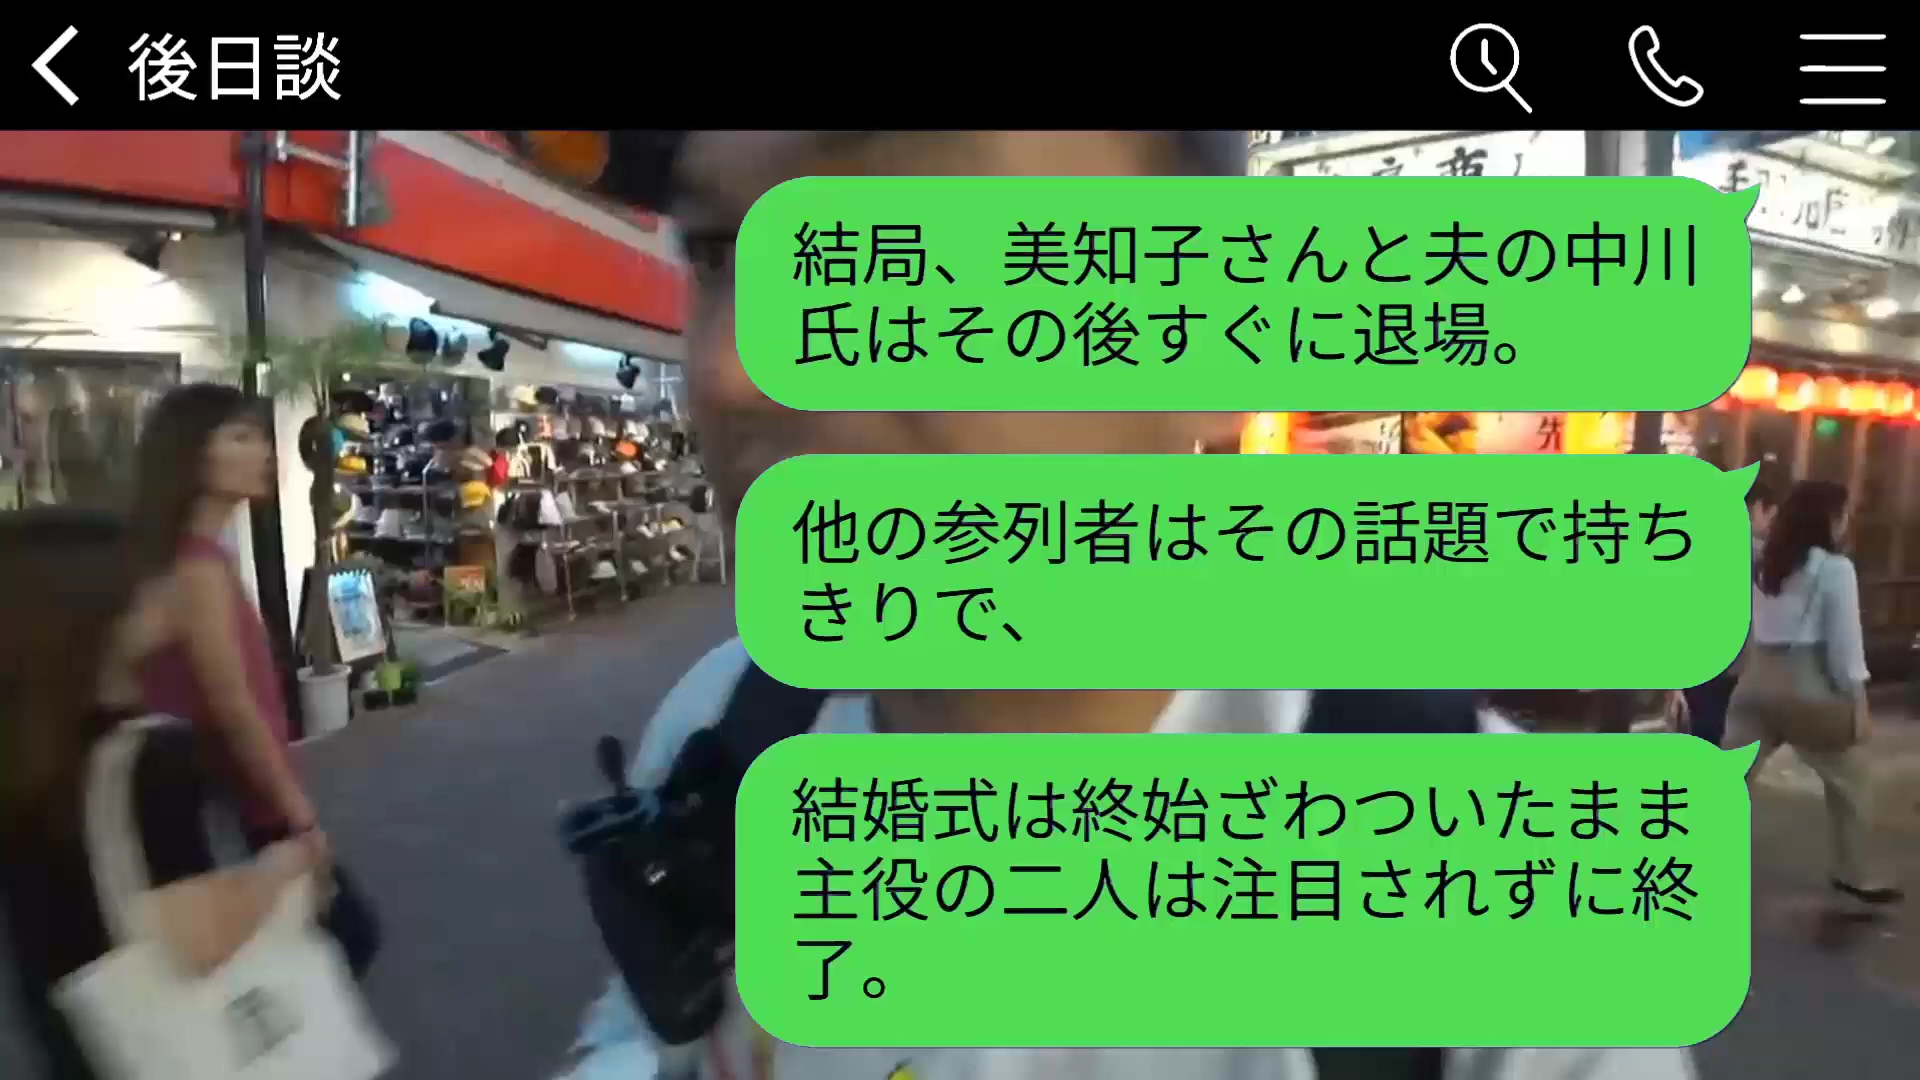 後日談
結局、美知子さんと夫の中川
氏はその後すぐに退場。
他の参列者はその話題で持ち
きりで、
結婚式は終始ざわついたまま
主役の二人は注目されずに終
了。
先